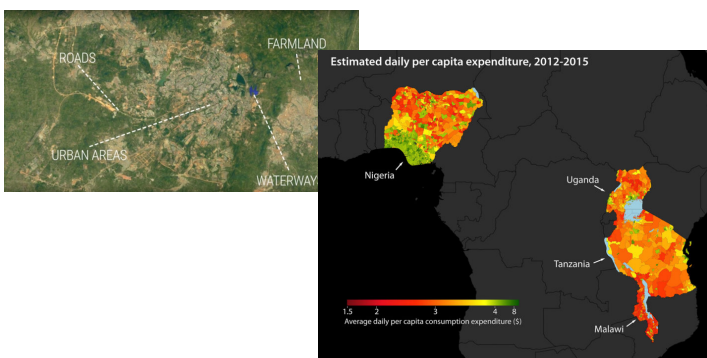 FARMLAND
ROADS
URBAN AREAS
WATERWAY
Estimated daily per capita expenditure, 2012-2015
Nigeria
Uganda
Tanzania
Malawi
1.5 2 3 4 8
Average daily per capita consumption expenditure ($)